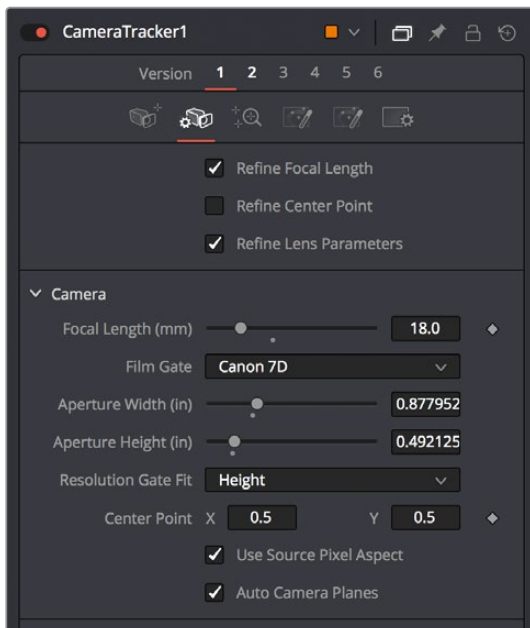 CameraTracker1
Version 1 2 3 4 5 6
Refine Focal Length
Refine Center Point
Refine Lens Parameters
Camera
Focal Length (mm) 18.0
Film Gate Canon 7D
Aperture Width (in) 0.877952
Aperture Height (in) 0.492125
Resolution Gate Fit Height
Center Point X 0.5 Y 0.5
Use Source Pixel Aspect
Auto Camera Planes